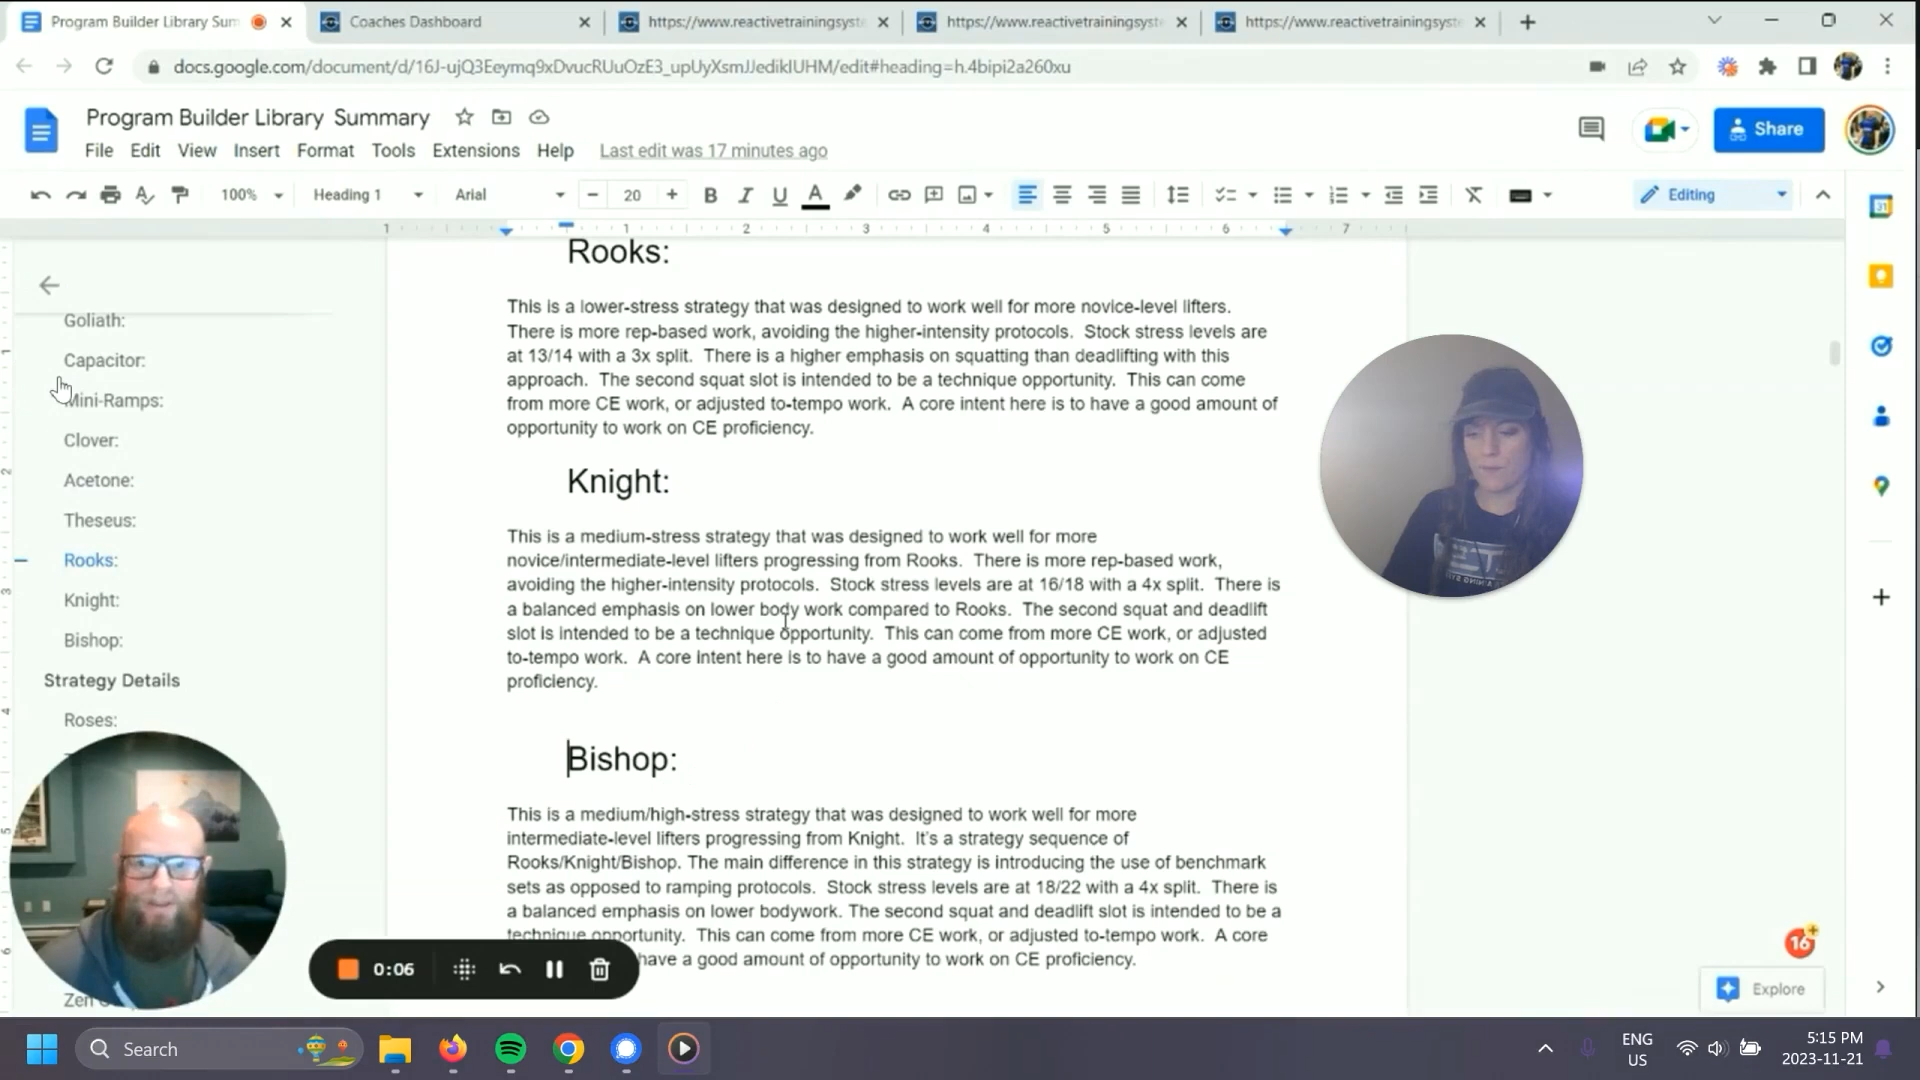 Program Builder Library Sum
Coaches Dashboard
https://www.reactivetrainingsyste
https://www.reactivetrainingsyste
https://www.reactivetrainingsyste
docs.google.com/document/d/16J-ujQ3Eeymq9xDvucRUuOzE3_upUyXsmJJedikIUHM/edit#heading=h.4bipi2a260xu
Program Builder Library Summary
Share
File Edit View Insert Format Tools Extensions Help Last edit was 17 minutes ago
100% Heading 1 Arial 20 B I U A Editing
1 1 2 3 4 5 6 7
Goliath:
Capacitor:
Mini-Ramps:
Clover:
Acetone:
Theseus:
Rooks:
Knight:
Bishop:
Strategy Details
Roses:
Zen
Rooks:
This is a lower-stress strategy that was designed to work well for more novice-level lifters.
There is more rep-based work, avoiding the higher-intensity protocols. Stock stress levels are
at 13/14 with a 3x split. There is a higher emphasis on squatting than deadlifting with this
approach. The second squat slot is intended to be a technique opportunity. This can come
from more CE work, or adjusted to-tempo work. A core intent here is to have a good amount of
opportunity to work on CE proficiency.
Knight:
This is a medium-stress strategy that was designed to work well for more
novice/intermediate-level lifters progressing from Rooks. There is more rep-based work,
avoiding the higher-intensity protocols. Stock stress levels are at 16/18 with a 4x split. There is
a balanced emphasis on lower body work compared to Rooks. The second squat and deadlift
slot is intended to be a technique opportunity. This can come from more CE work, or adjusted
to-tempo work. A core intent here is to have a good amount of opportunity to work on CE
proficiency.
Bishop:
This is a medium/high-stress strategy that was designed to work well for more
intermediate-level lifters progressing from Knight. It's a strategy sequence of
Rooks/Knight/Bishop. The main difference in this strategy is introducing the use of benchmark
sets as opposed to ramping protocols. Stock stress levels are at 18/22 with a 4x split. There is
a balanced emphasis on lower bodywork. The second squat and deadlift slot is intended to be a
technique opportunity. This can come from more CE work, or adjusted to-tempo work. A core
have a good amount of opportunity to work on CE proficiency.
0:06
16
Explore
Search
ENG
US
5:15 PM
2023-11-21